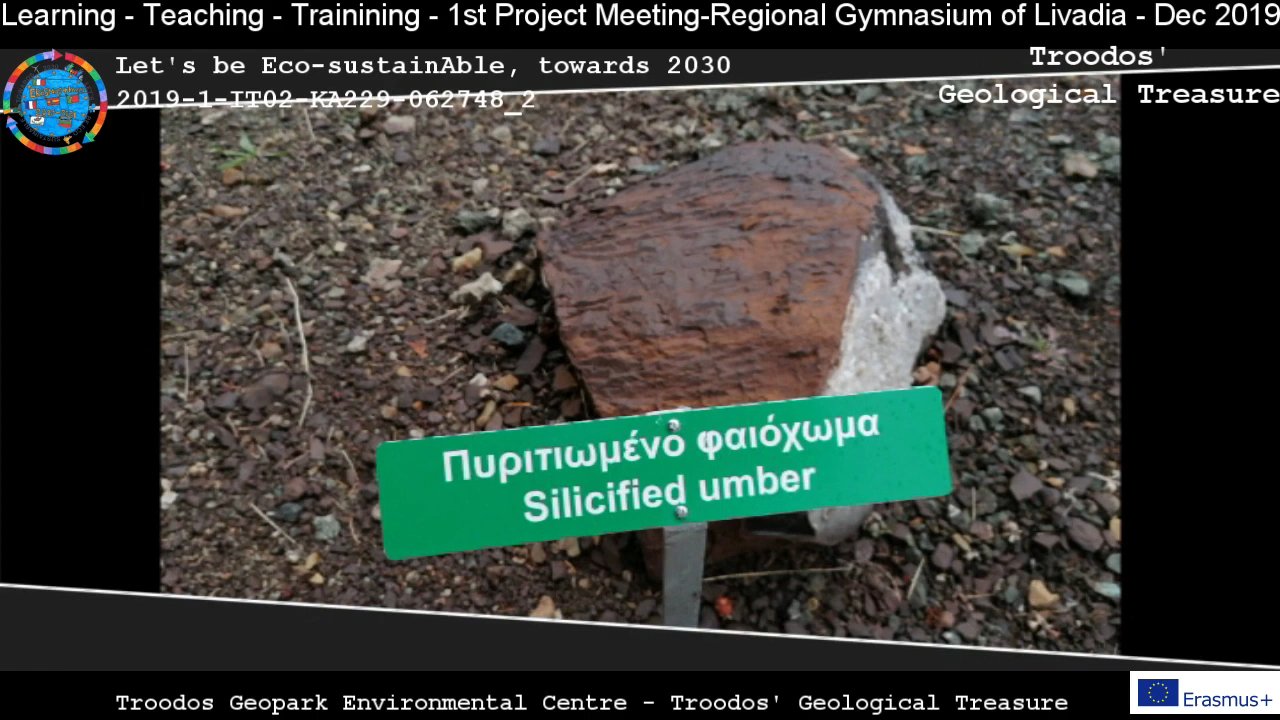 Learning - Teaching - Trainining - 1st Project Meeting-Regional Gymnasium of Livadia - Dec 2019
Let's be Eco-sustainAble, towards 2030
2019-1-IT02-KA229-062748_2
Troodos'
Geological Treasure
Πυριτιωμένο φαιόχωμα
Silicified umber
Troodos Geopark Environmental Centre - Troodos' Geological Treasure
Erasmus+